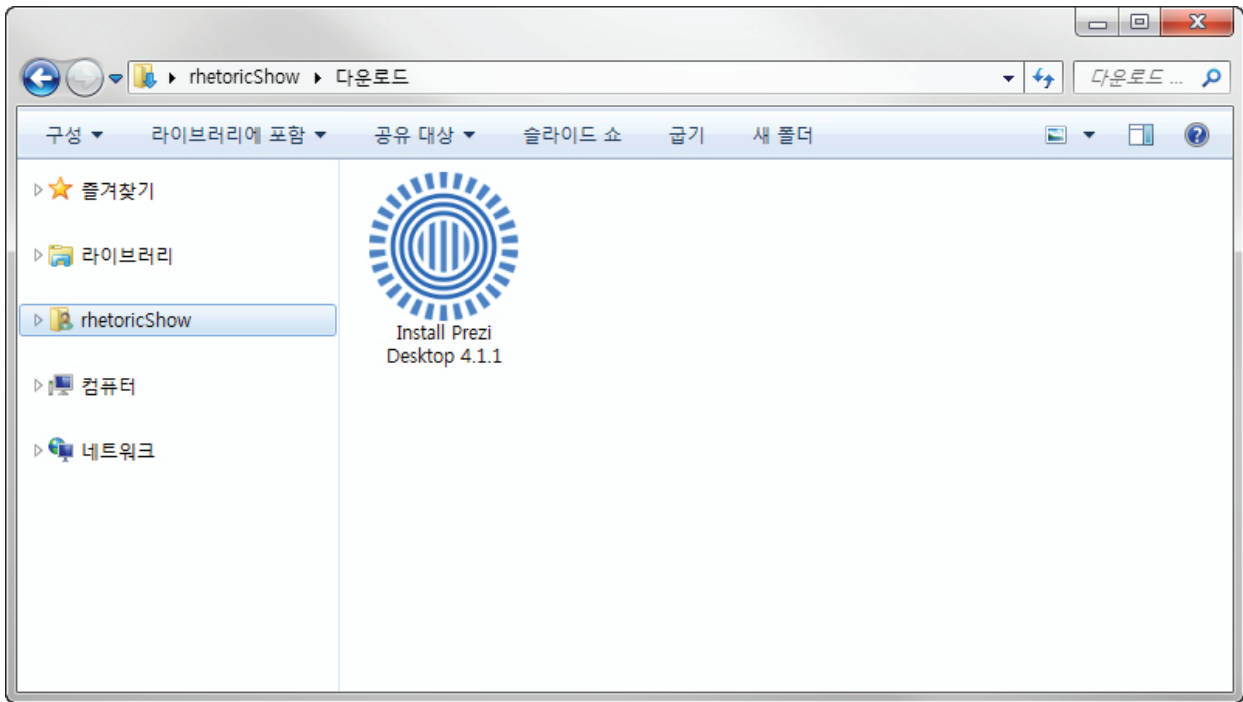 rhetoricShow 다운로드
다운로드 ...
구성 라이브러리에 포함 공유 대상 슬라이드 쇼 굽기 새 폴더
즐겨찾기
라이브러리
rhetoricShow
컴퓨터
네트워크
Install Prezi
Desktop 4.1.1